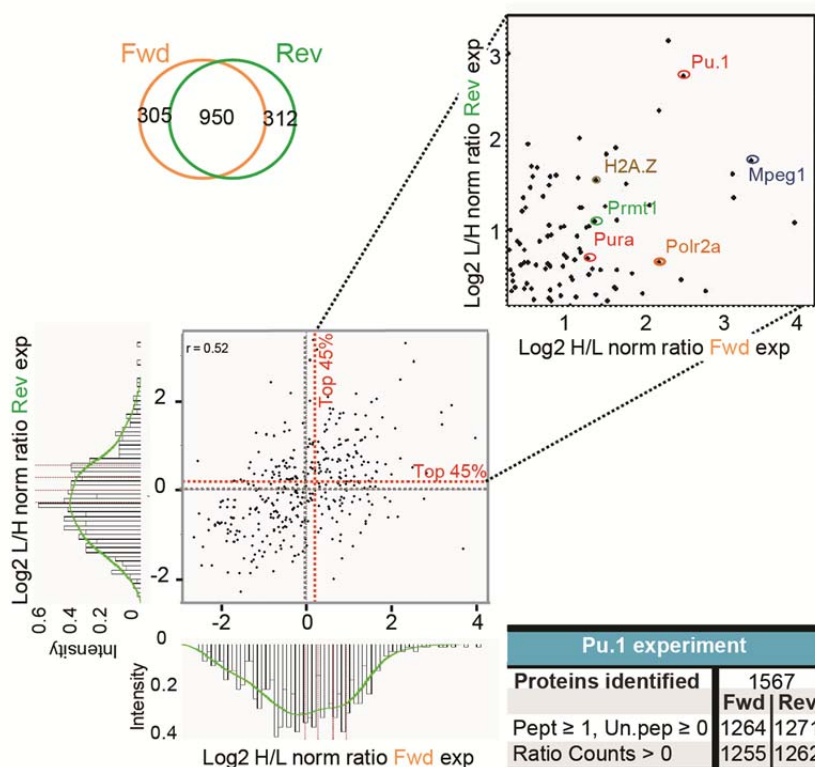 Fwd Rev
305 950 312
Log2 L/H norm ratio Rev exp
3
2
1
Pu.1
H2A.Z
Mpeg1
Prmt1
Pura
Polr2a
1 2 3 4
Log2 H/L norm ratio Fwd exp
Log2 L/H norm ratio Rev exp
0.6 0.4 0.2 0
Intensity
r = 0.52
Top 45%
Top 45%
2
0
-2
-2 0 2 4
0
0.2
0.4
Intensity
Log2 H/L norm ratio Fwd exp
Pu.1 experiment
Proteins identified 1567
Fwd Rev
Pept ≥ 1, Un.pep ≥ 0 1264 1271
Ratio Counts > 0 1255 1262